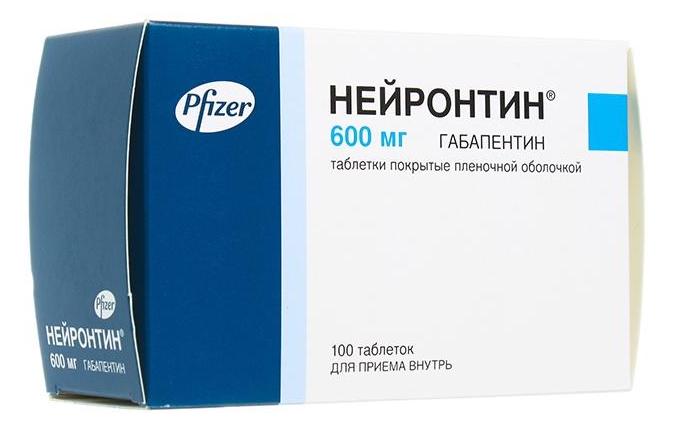 Pfizer
НЕЙРОНТИН®
600 мг ГАБАПЕНТИН
таблетки покрытые пленочной оболочкой
100 таблеток
ДЛЯ ПРИЕМА ВНУТРЬ
Pfizer
НЕЙРОНТИН®
600 мг ГАБАПЕНТИН